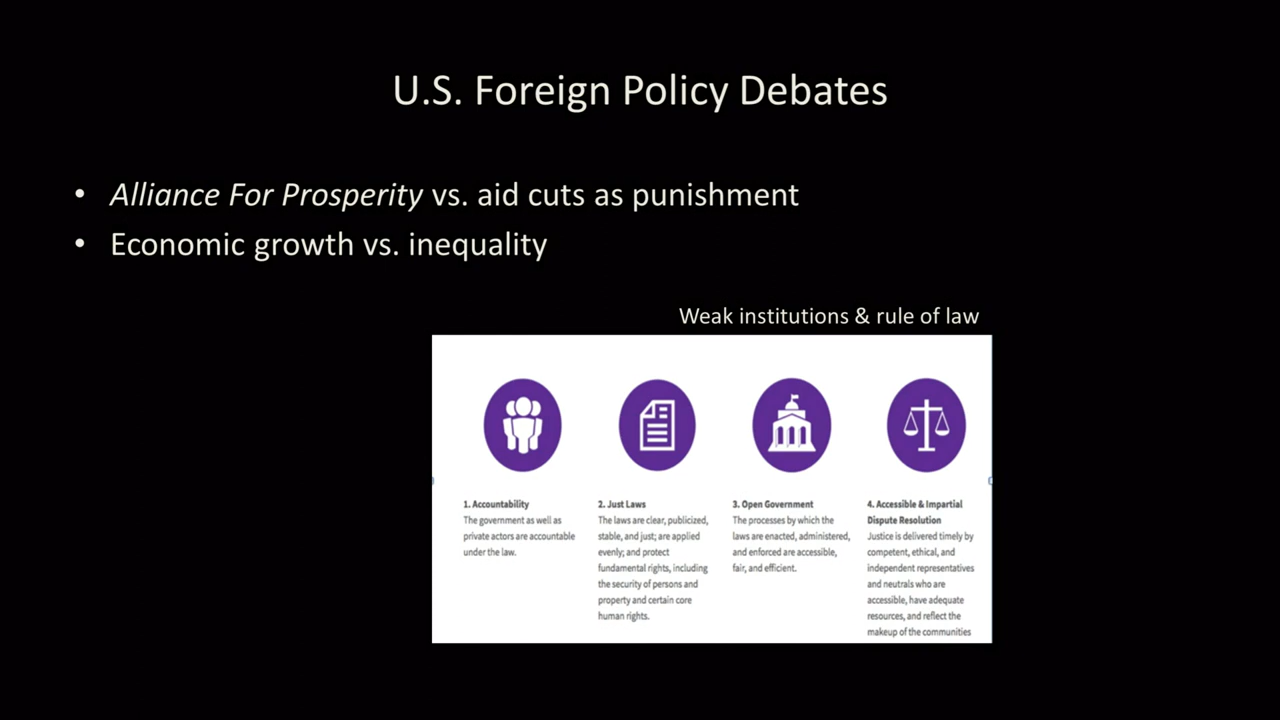 U.S. Foreign Policy Debates
• Alliance For Prosperity vs. aid cuts as punishment
• Economic growth vs. inequality
Weak institutions & rule of law
1. Accountability
The government as well as
private actors are accountable
under the law.
2. Just Laws
The laws are clear, publicized,
stable, and just; are applied
evenly; and protect
fundamental rights, including
the security of persons and
property and certain core
human rights.
3. Open Government
The processes by which the
laws are enacted, administered,
and enforced are accessible,
fair, and efficient.
4. Accessible & Impartial
Dispute Resolution
Justice is delivered timely by
competent, ethical, and
independent representatives
and neutrals who are
accessible, have adequate
resources, and reflect the
makeup of the communities